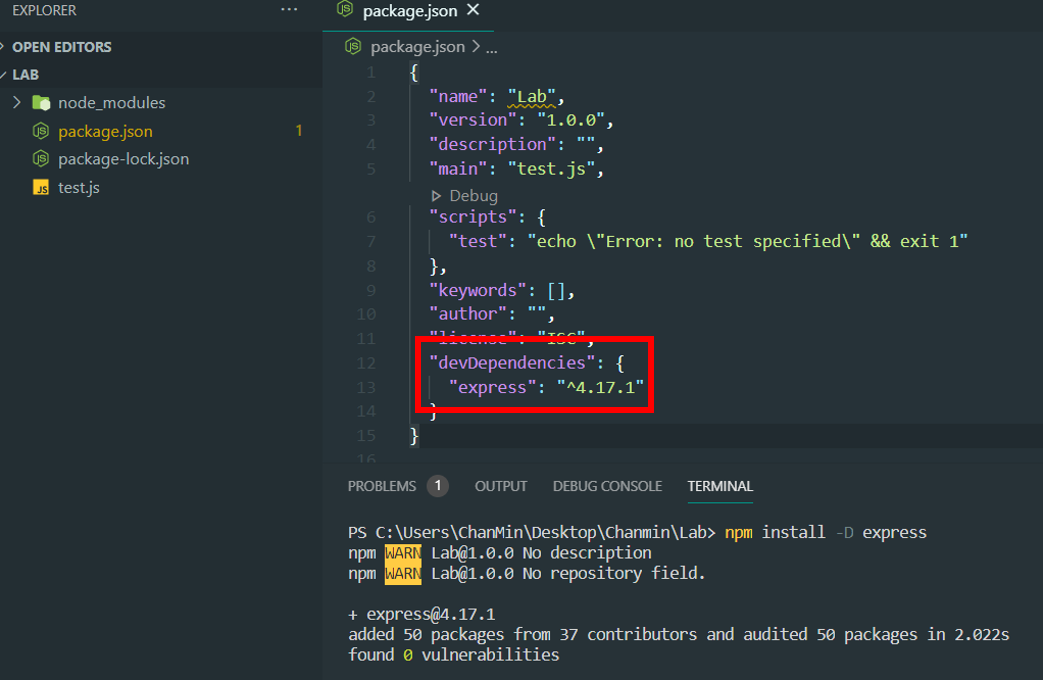 EXPLORER
...
package.json
OPEN EDITORS
LAB
node_modules
package.json 1
package-lock.json
test.js
package.json > ...
1 {
2 "name": "Lab",
3 "version": "1.0.0",
4 "description": "",
5 "main": "test.js",
Debug
6 "scripts": {
7 "test": "echo \"Error: no test specified\" && exit 1"
8 },
9 "keywords": [],
10 "author": "",
11 "license": "ISC",
12 "devDependencies": {
13 "express": "^4.17.1"
14 }
15 }
16
PROBLEMS 1 OUTPUT DEBUG CONSOLE TERMINAL
PS C:\Users\ChanMin\Desktop\Chanmin\Lab> npm install -D express
npm WARN Lab@1.0.0 No description
npm WARN Lab@1.0.0 No repository field.
+ express@4.17.1
added 50 packages from 37 contributors and audited 50 packages in 2.022s
found 0 vulnerabilities